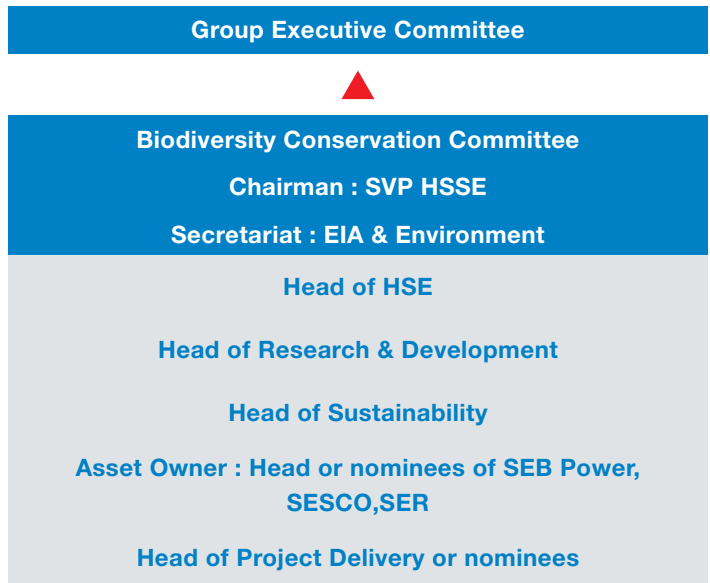 Group Executive Committee
Biodiversity Conservation Committee
Chairman : SVP HSSE
Secretariat : EIA & Environment
Head of HSE
Head of Research & Development
Head of Sustainability
Asset Owner : Head or nominees of SEB Power,
SESCO,SER
Head of Project Delivery or nominees